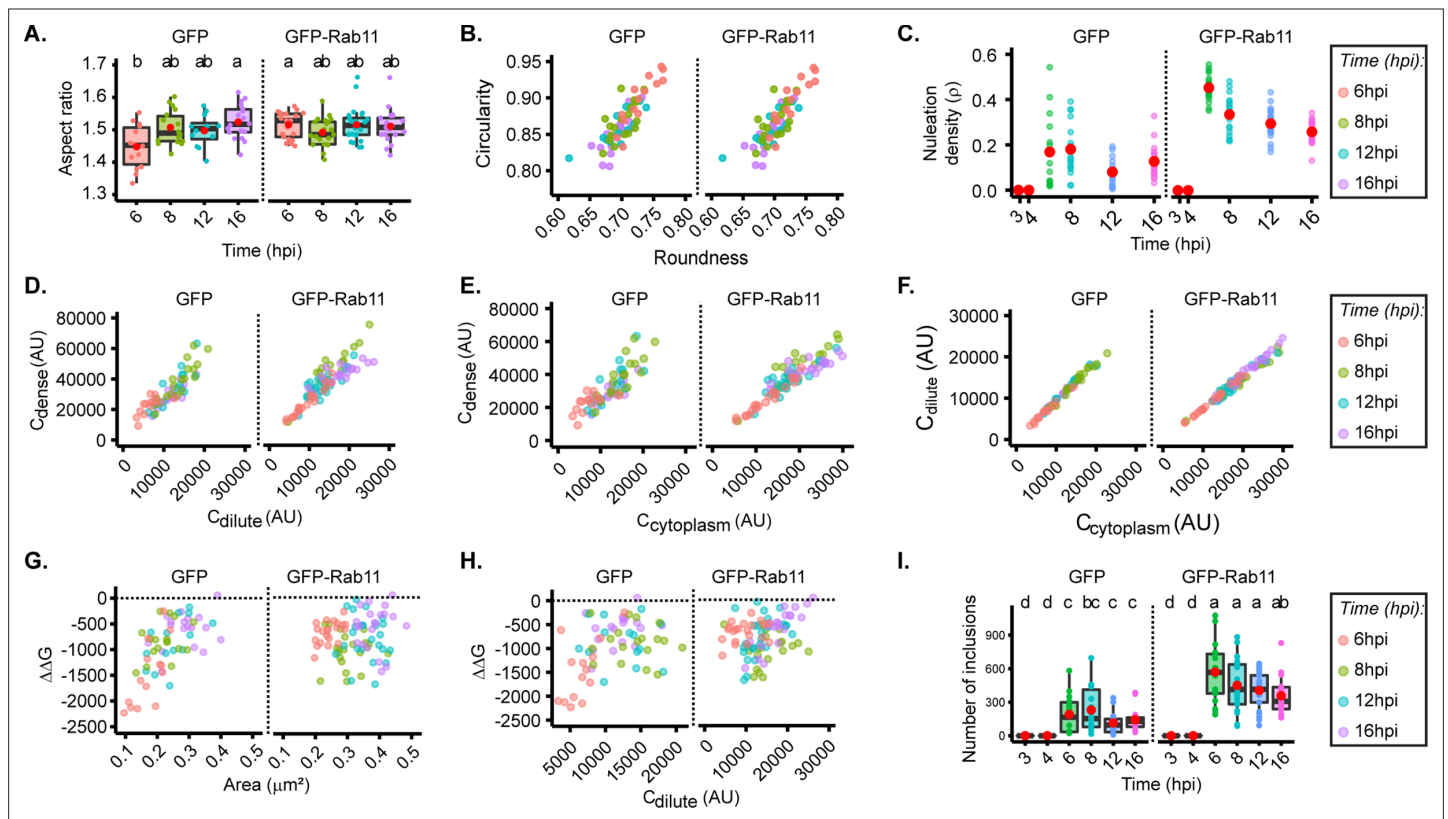 A.
GFP GFP-Rab11
b ab ab a a ab ab ab
Aspect ratio
1.7
1.6
1.5
1.4
1.3
6 8 12 16 6 8 12 16
Time (hpi)
B.
GFP GFP-Rab11
Circularity
0.95
0.90
0.85
0.80
0.60 0.65 0.70 0.75 0.80 0.60 0.65 0.70 0.75 0.80
Roundness
C.
GFP GFP-Rab11
Nuleation
density (ρ)
0.6
0.4
0.2
0.0
3 4 8 12 16 3 4 8 12 16
Time (hpi)
Time (hpi):
6hpi
8hpi
12hpi
16hpi
D.
GFP GFP-Rab11
Cdense (AU)
80000
60000
40000
20000
0
0 10000 20000 30000 0 10000 20000 30000
Cdilute (AU)
E.
GFP GFP-Rab11
Cdense (AU)
80000
60000
40000
20000
0
0 10000 20000 30000 0 10000 20000 30000
Ccytoplasm (AU)
F.
GFP GFP-Rab11
Cdilute (AU)
30000
20000
10000
0
0 10000 20000 30000 0 10000 20000 30000
Ccytoplasm (AU)
Time (hpi):
6hpi
8hpi
12hpi
16hpi
G.
GFP GFP-Rab11
ΔΔG
0
-500
-1000
-1500
-2000
-2500
0.1 0.2 0.3 0.4 0.5 0.1 0.2 0.3 0.4 0.5
Area (μm²)
H.
GFP GFP-Rab11
ΔΔG
0
-500
-1000
-1500
-2000
-2500
5000 10000 15000 20000 0 10000 20000 30000
Cdilute (AU)
I.
GFP GFP-Rab11
d d c bc c c d d a a a ab
Number of inclusions
900
600
300
0
3 4 6 8 12 16 3 4 6 8 12 16
Time (hpi)
Time (hpi):
6hpi
8hpi
12hpi
16hpi